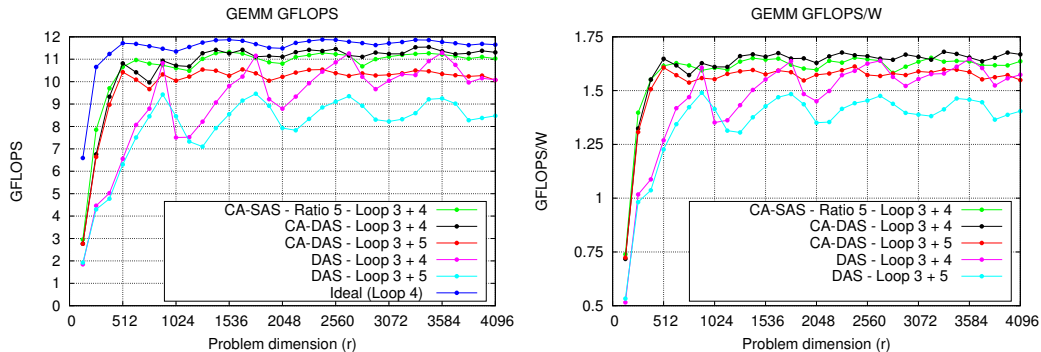 GEMM GFLOPS
GFLOPS
12
11
10
9
8
7
6
5
4
3
2
1
0
CA-SAS - Ratio 5 - Loop 3 + 4
CA-DAS - Loop 3 + 4
CA-DAS - Loop 3 + 5
DAS - Loop 3 + 4
DAS - Loop 3 + 5
Ideal (Loop 4)
0 512 1024 1536 2048 2560 3072 3584 4096
Problem dimension (r)
GEMM GFLOPS/W
GFLOPS/W
1.75
1.5
1.25
1
0.75
0.5
CA-SAS - Ratio 5 - Loop 3 + 4
CA-DAS - Loop 3 + 4
CA-DAS - Loop 3 + 5
DAS - Loop 3 + 4
DAS - Loop 3 + 5
0 512 1024 1536 2048 2560 3072 3584 4096
Problem dimension (r)